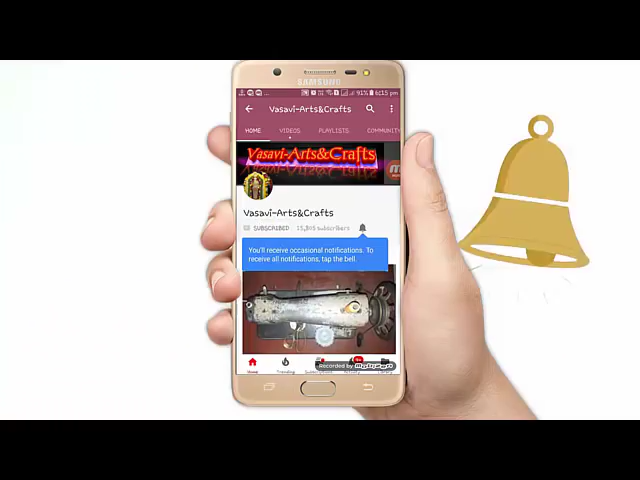 SAMSUNG
91% 6:15 pm
Vasavi-Arts&Crafts
HOME VIDEOS PLAYLISTS COMMUNITY
Vasavi-Arts&Crafts
Vasavi-Arts&Crafts
SUBSCRIBED subscribers
You'll receive occasional notifications. To
receive all notifications, tap the bell.
Recorded by
Home Trending